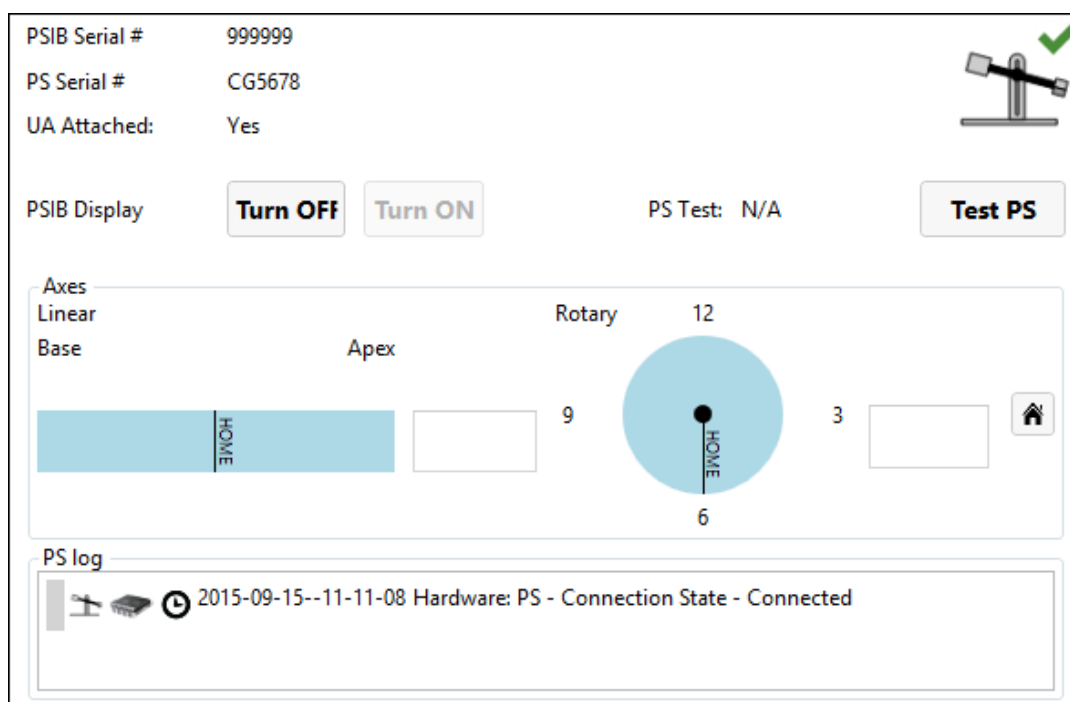 PSIB Serial # 999999
PS Serial # CG5678
UA Attached: Yes
PSIB Display Turn OFF Turn ON PS Test: N/A Test PS
Axes
Linear Rotary 12
Base Apex
HOME 9 HOME 3
6
PS log
2015-09-15--11-11-08 Hardware: PS - Connection State - Connected